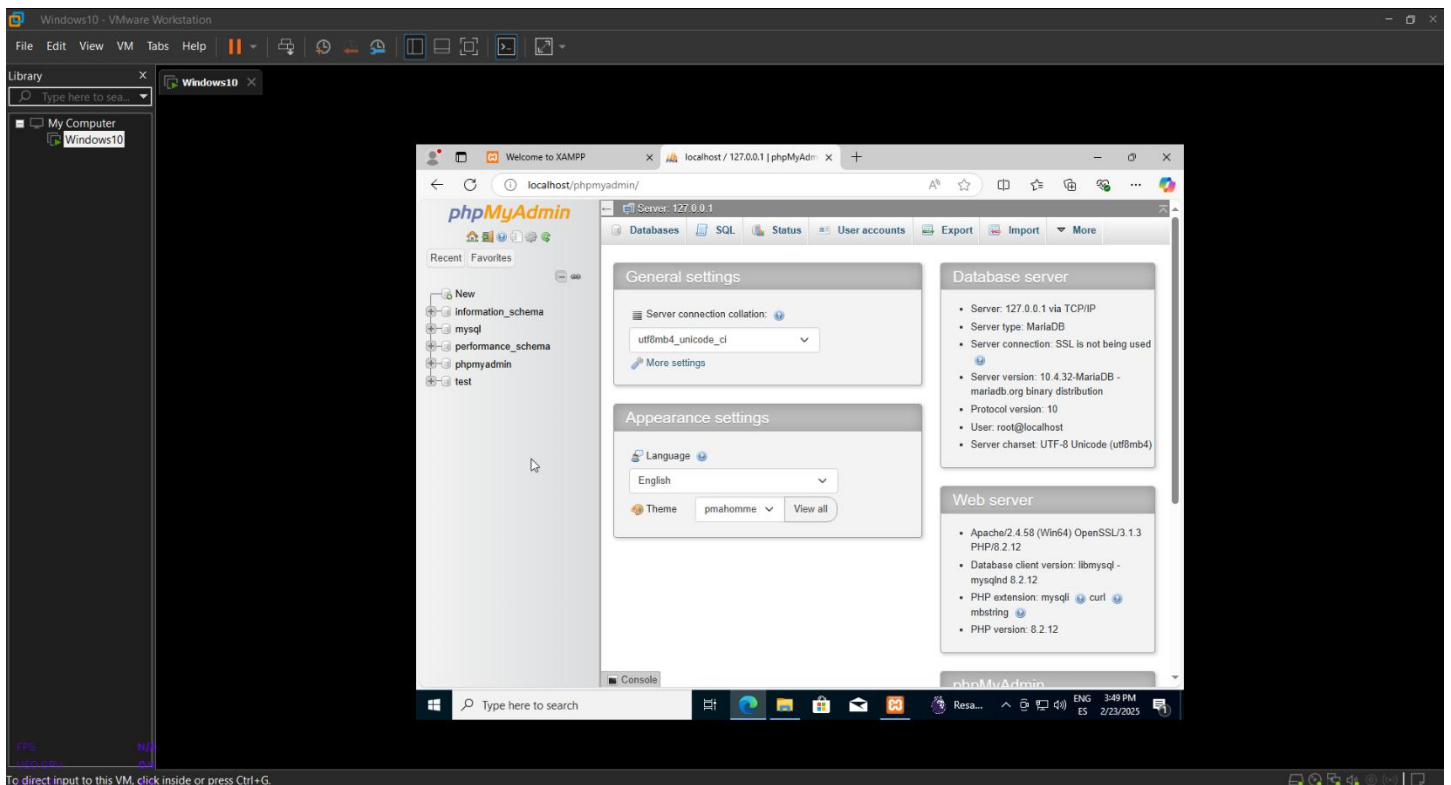 Windows10 - VMware Workstation
File Edit View VM Tabs Help
Library X
Type here to sea...
Windows10
My Computer
Windows10
Welcome to XAMPP
localhost / 127.0.0.1 | phpMyAdm
localhost/phpmyadmin/
phpMyAdmin
Recent Favorites
New
information_schema
mysql
performance_schema
phpmyadmin
test
Server: 127.0.0.1
Databases SQL Status User accounts Export Import More
General settings
Server connection collation:
utf8mb4_unicode_ci
More settings
Appearance settings
Language
English
Theme pmahomme View all
Database server
Server: 127.0.0.1 via TCP/IP
Server type: MariaDB
Server connection: SSL is not being used
Server version: 10.4.32-MariaDB -
mariadb.org binary distribution
Protocol version: 10
User: root@localhost
Server charset: UTF-8 Unicode (utf8mb4)
Web server
Apache/2.4.58 (Win64) OpenSSL/3.1.3
PHP/8.2.12
Database client version: libmysql -
mysqlnd 8.2.12
PHP extension: mysqli curl
mbstring
PHP version: 8.2.12
phpMyAdmin
Console
Type here to search
Resa...
ENG
ES
3:49 PM
2/23/2025
FPS N/A
To direct input to this VM, click inside or press Ctrl+G.